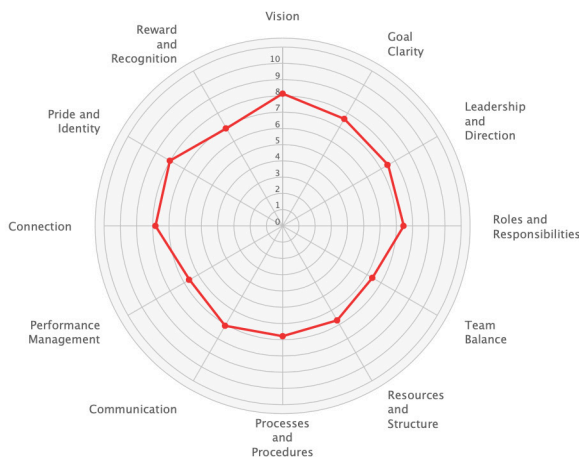 Vision
Goal
Clarity
Leadership
and
Direction
Roles and
Responsibilities
Team
Balance
Resources
and
Structure
Processes
and
Procedures
Communication
Performance
Management
Connection
Pride and
Identity
Reward
and
Recognition
10
9
8
7
6
5
4
3
2
1
0